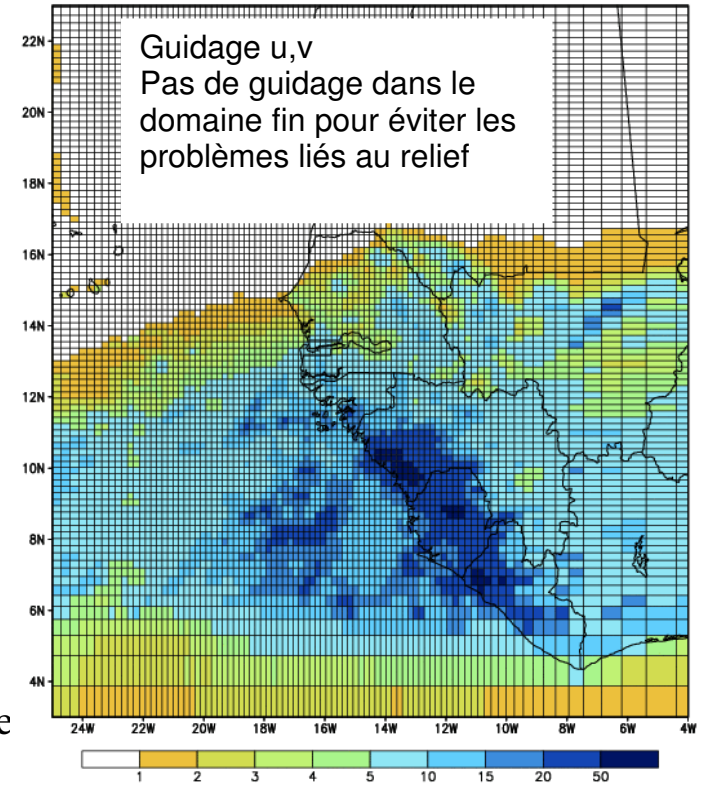 Guidage u,v
Pas de guidage dans le
domaine fin pour éviter les
problèmes liés au relief
22N
20N
18N
16N
14N
12N
10N
8N
6N
4N
e
24W 22W 20W 18W 16W 14W 12W 10W 8W 6W 4W
1 2 3 4 5 10 15 20 50